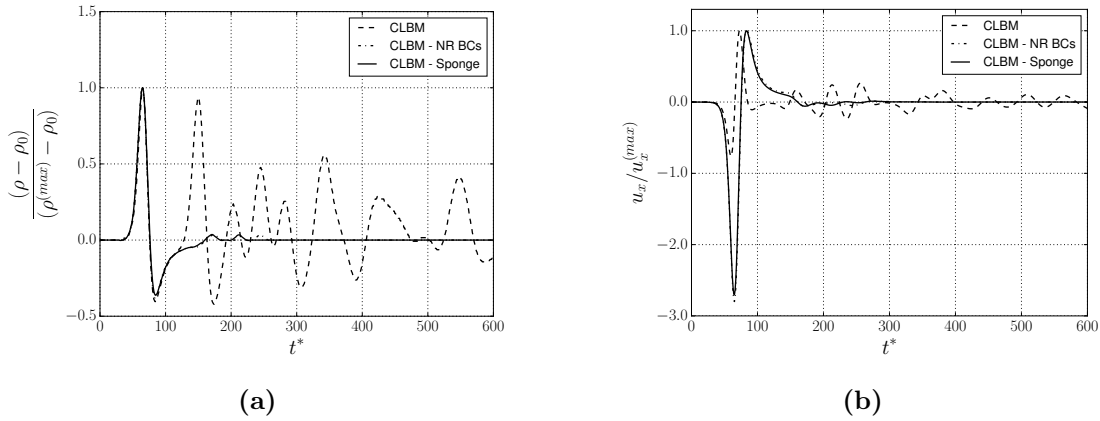 1.5
1.0
0.5
0.0
−0.5
0
100
200
300
400
500
600
t*
(ρ − ρ0)
(ρ^(max) − ρ0)
CLBM
CLBM - NR BCs
CLBM - Sponge
(a)
1.0
0.0
−1.0
−2.0
−3.0
0
100
200
300
400
500
600
t*
u_x/u_x^(max)
CLBM
CLBM - NR BCs
CLBM - Sponge
(b)